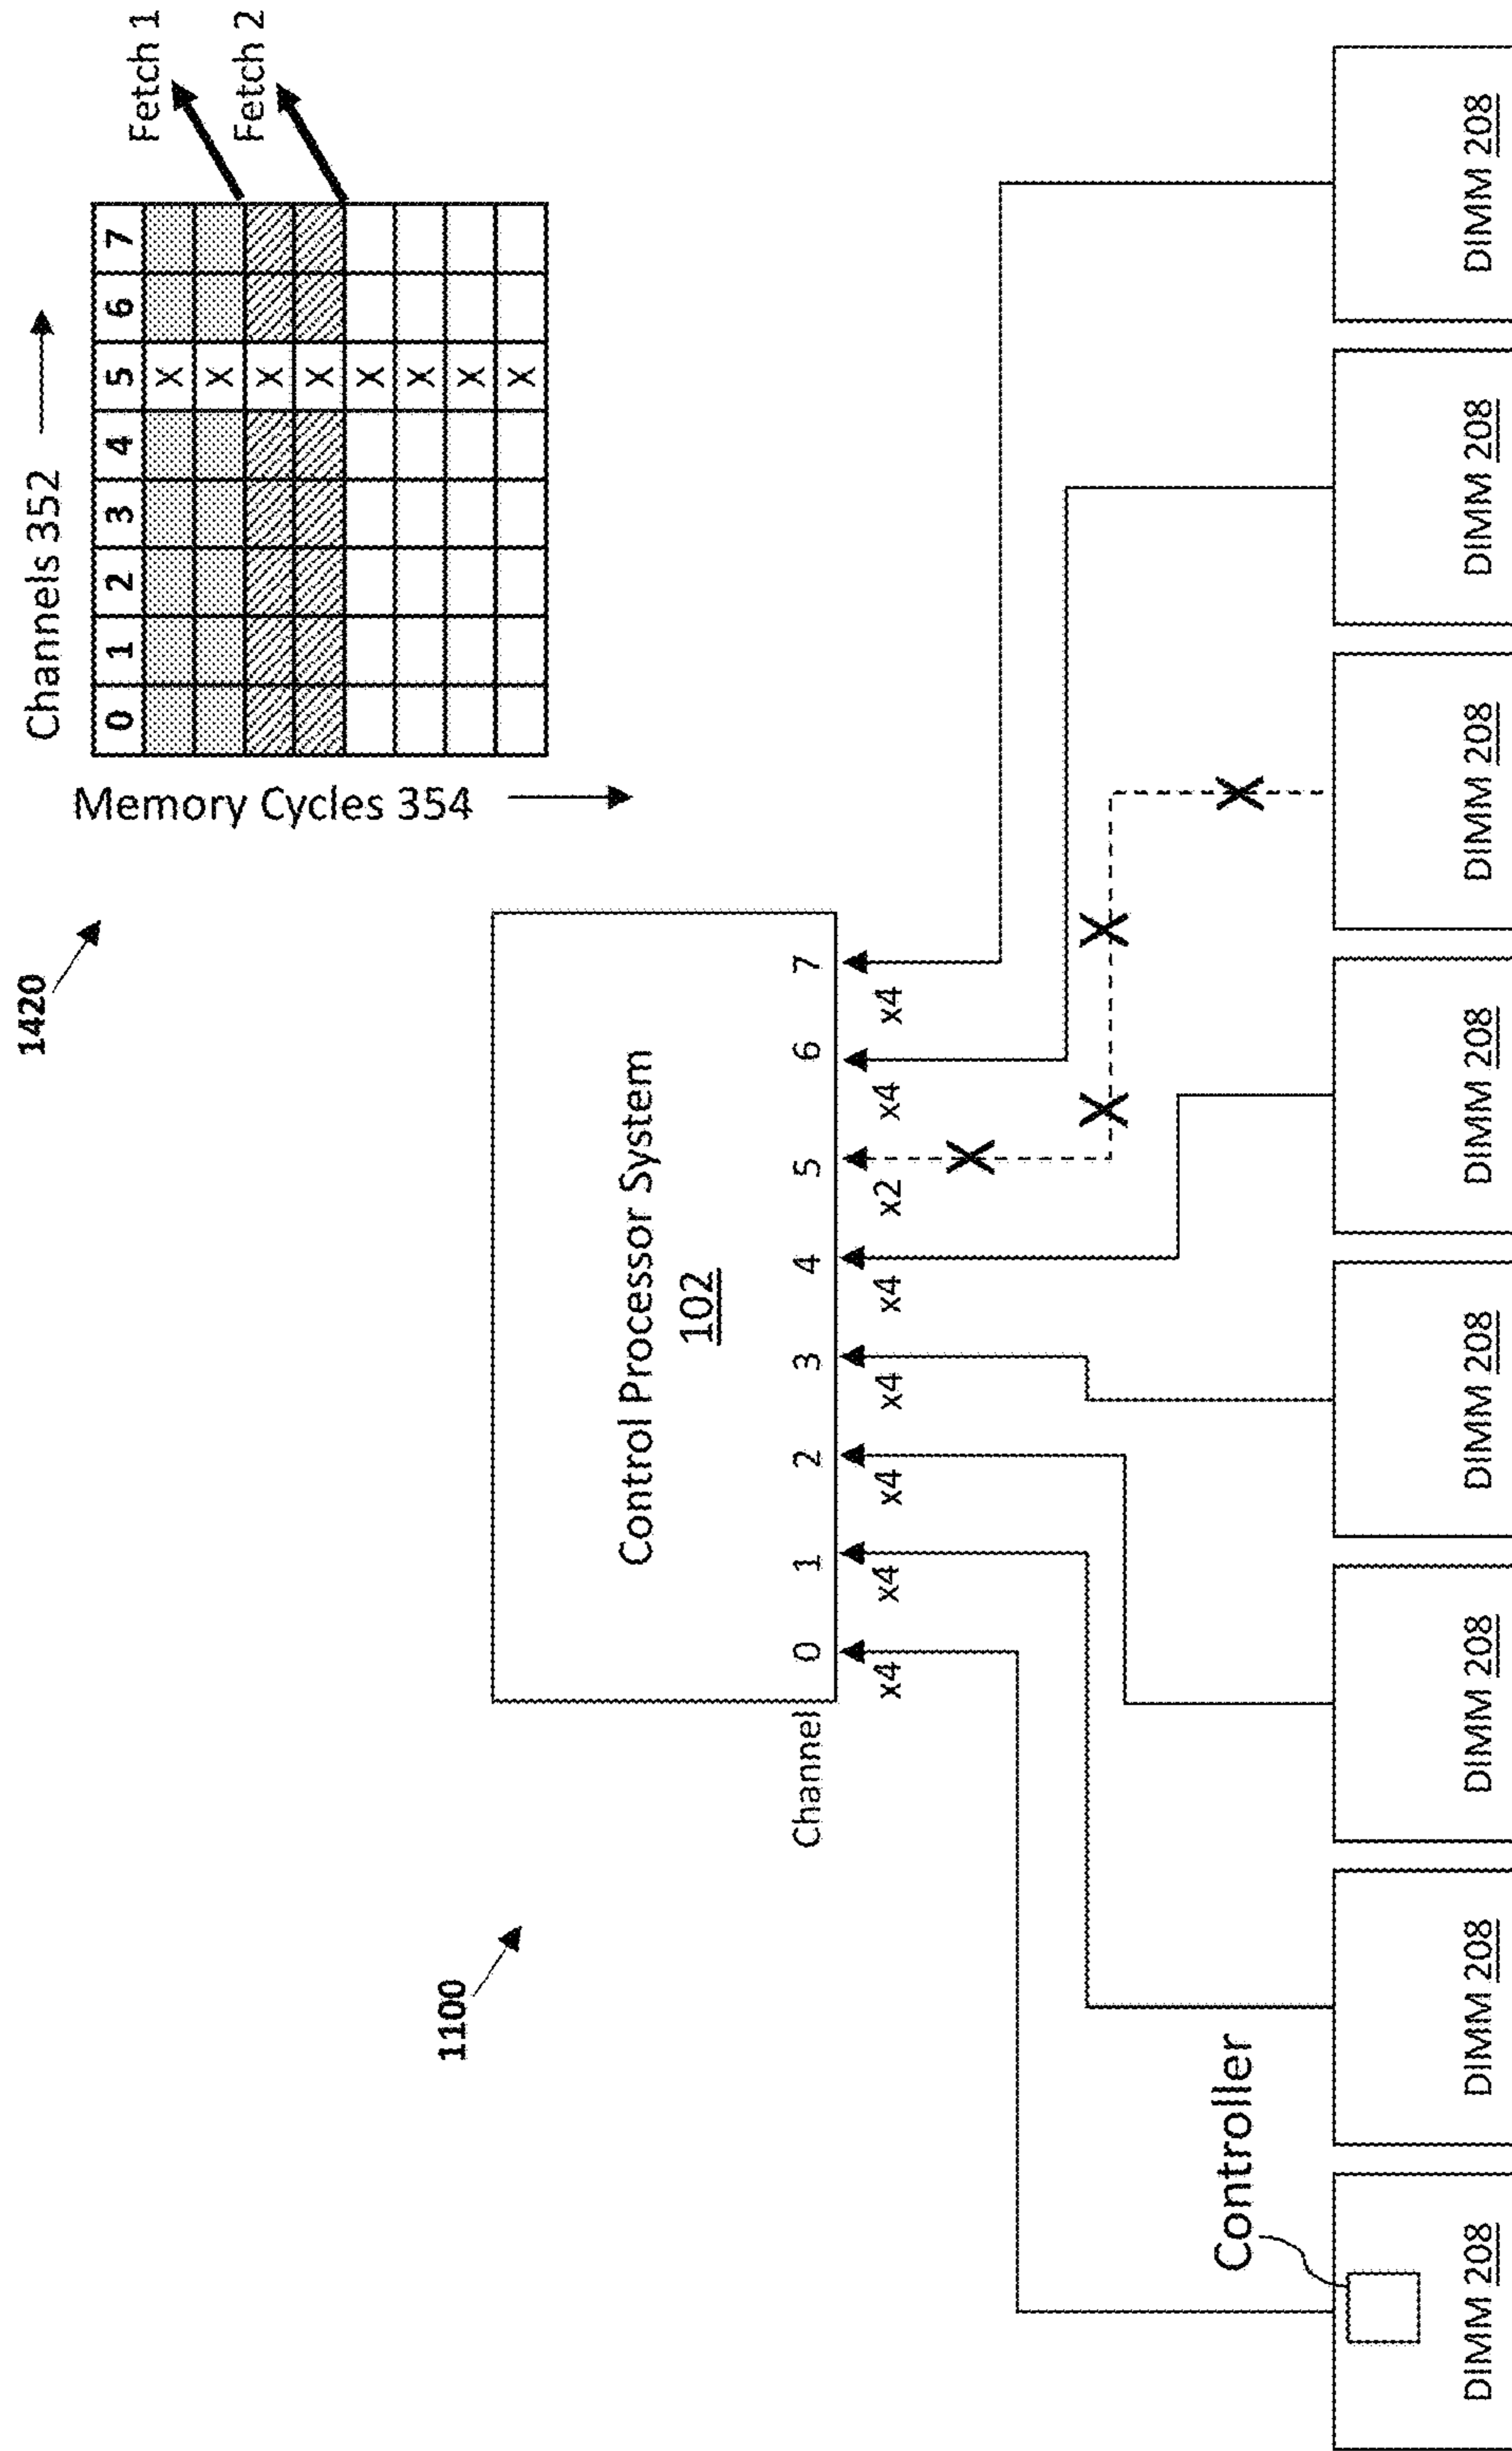 1420
Channels 352
0 1 2 3 4 5 6 7
X
X
X
X
X
X
X
X
Fetch 1
Fetch 2
Memory Cycles 354
1100
Control Processor System
102
Channel 0 1 2 3 4 5 6 7
x4 x4 x4 x4 x4 x2 x4 x4
Controller
DIMM 208 DIMM 208 DIMM 208 DIMM 208 DIMM 208 DIMM 208 DIMM 208 DIMM 208